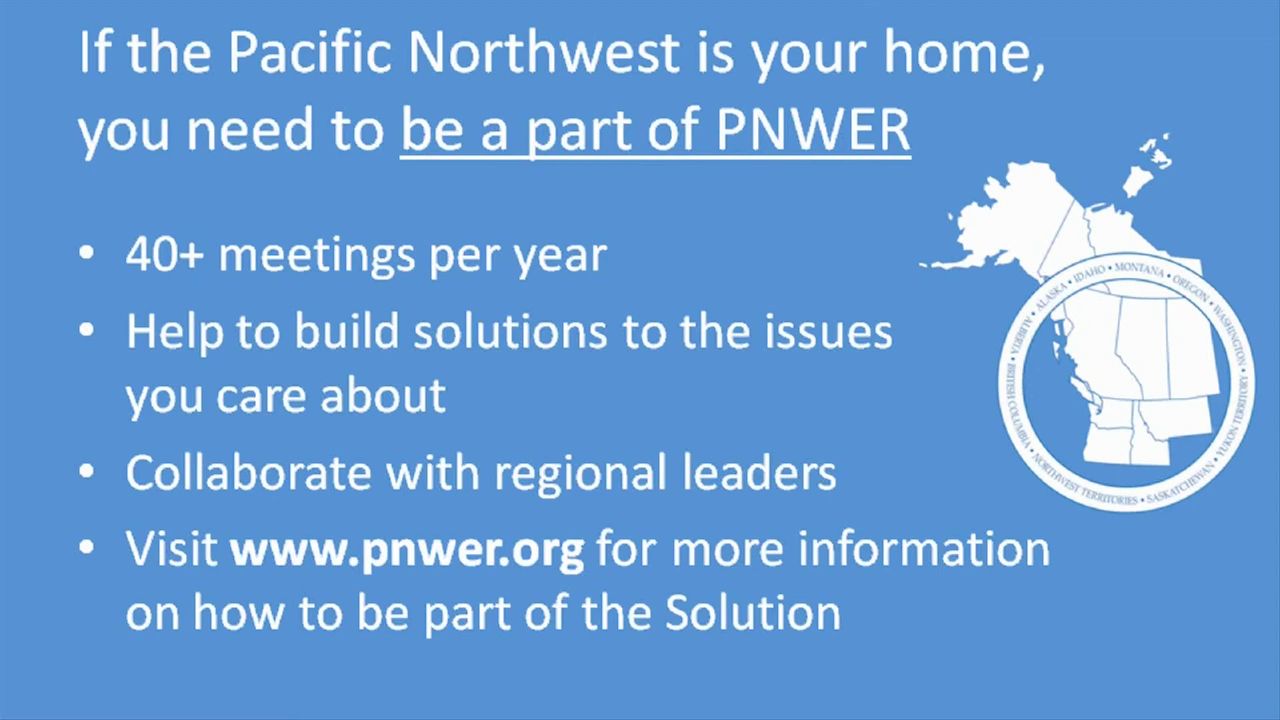 If the Pacific Northwest is your home,
you need to be a part of PNWER
• 40+ meetings per year
• Help to build solutions to the issues
you care about
• Collaborate with regional leaders
• Visit www.pnwer.org for more information
on how to be part of the Solution
ALBERTA • ALASKA • IDAHO • MONTANA • OREGON • WASHINGTON • YUKON TERRITORY • SASKATCHEWAN • NORTHWEST TERRITORIES • BRITISH COLUMBIA •